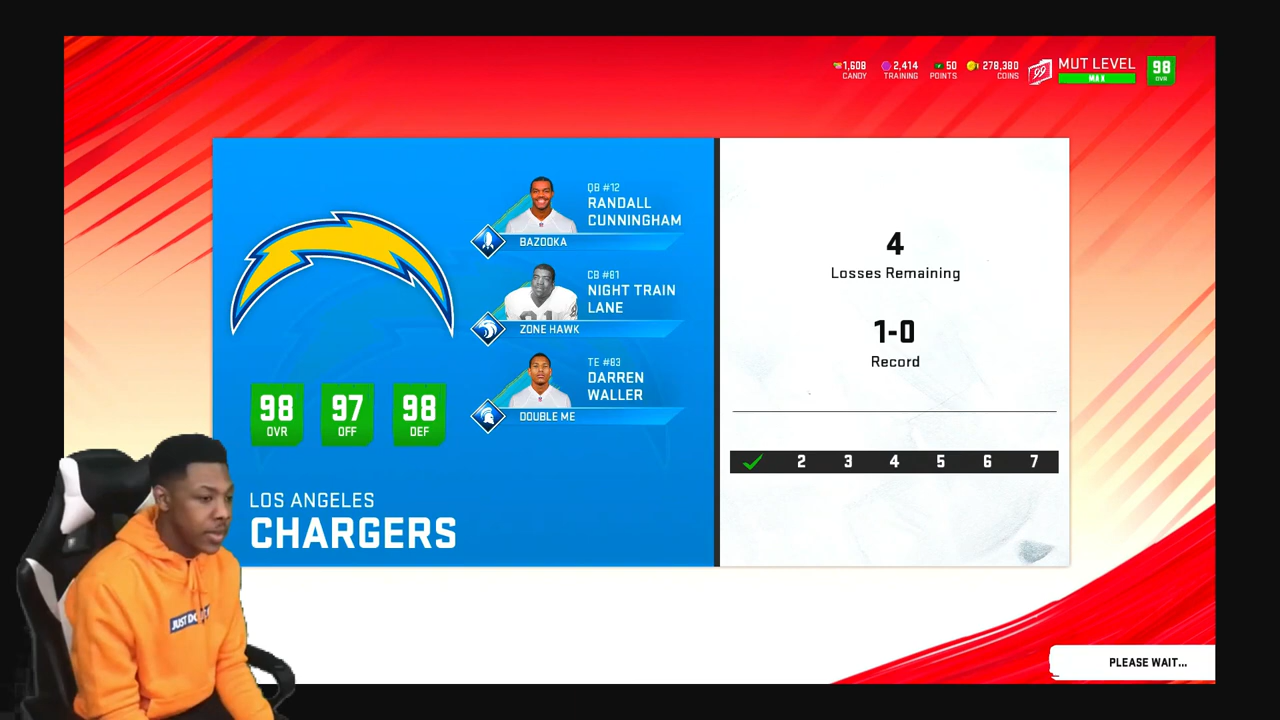 1,608 CANDY
2,414 TRAINING
50 POINTS
278,380 COINS
99
MUT LEVEL
MAX
98 OVR
QB #12
RANDALL
CUNNINGHAM
BAZOOKA
CB #81
NIGHT TRAIN
LANE
ZONE HAWK
TE #83
DARREN
WALLER
DOUBLE ME
98 OVR
97 OFF
98 DEF
LOS ANGELES
CHARGERS
4
Losses Remaining
1-0
Record
2 3 4 5 6 7
JUST DO
PLEASE WAIT...